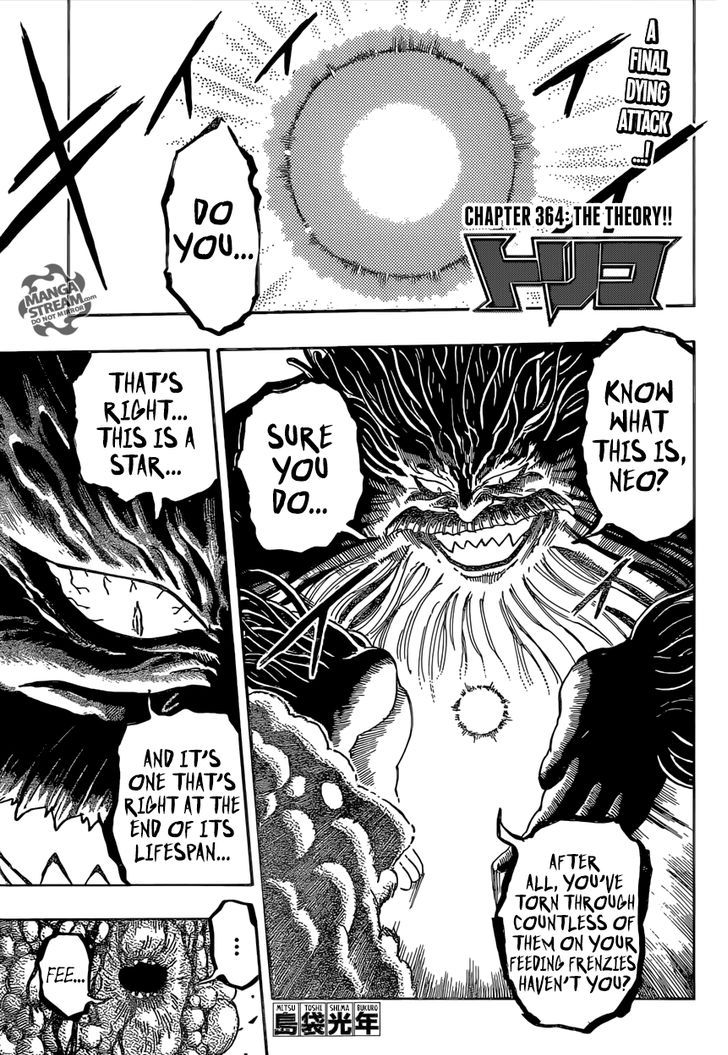 A
FINAL
DYING
ATTACK
...!
CHAPTER 364: THE THEORY!!
トリコ
DO
YOU...
MANGA
STREAM.com
DO NOT MIRROR
KNOW
WHAT
THIS IS,
NEO?
SURE
YOU
DO...
AFTER
ALL, YOU'VE
TORN THROUGH
COUNTLESS OF
THEM ON YOUR
FEEDING FRENZIES
HAVEN'T YOU?
THAT'S
RIGHT...
THIS IS A
STAR...
AND IT'S
ONE THAT'S
RIGHT AT THE
END OF ITS
LIFESPAN...
...
FEE...
MITSU TOSHI SHIMA BUKURO
島袋光年